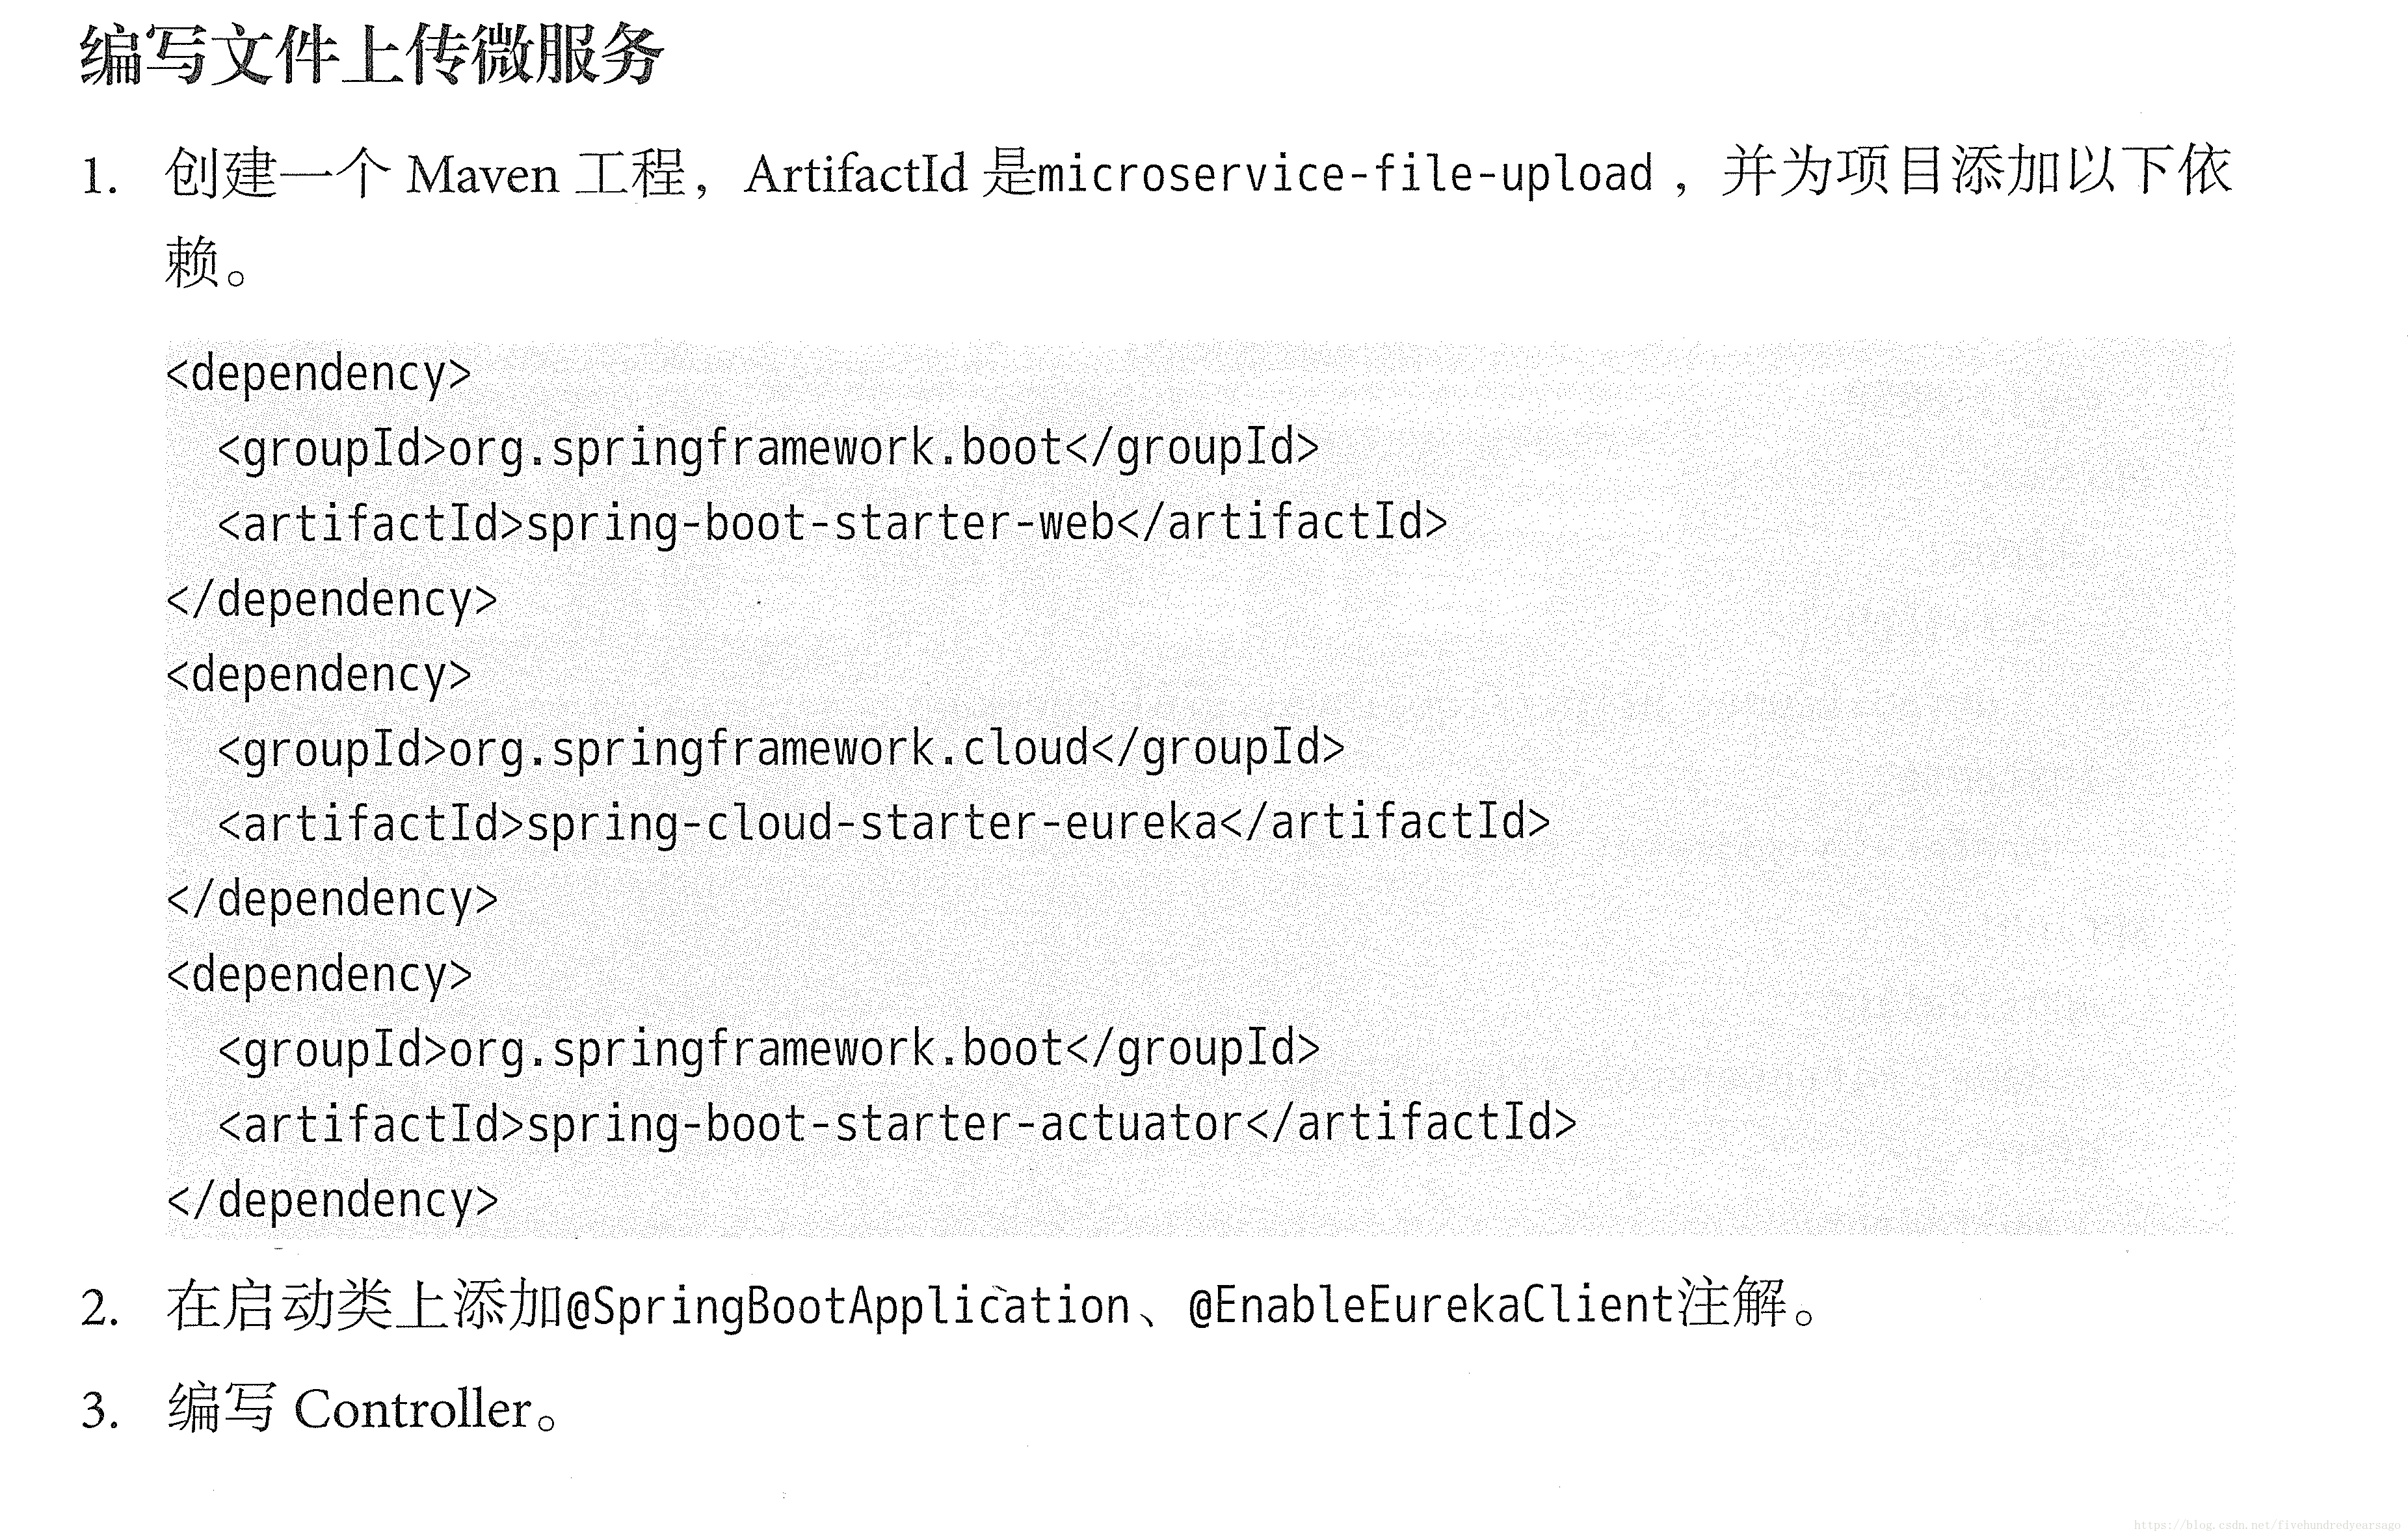 编写文件上传微服务
1. 创建一个 Maven 工程，ArtifactId 是microservice-file-upload，并为项目添加以下依
赖。
<dependency>
  <groupId>org.springframework.boot</groupId>
  <artifactId>spring-boot-starter-web</artifactId>
</dependency>
<dependency>
  <groupId>org.springframework.cloud</groupId>
  <artifactId>spring-cloud-starter-eureka</artifactId>
</dependency>
<dependency>
  <groupId>org.springframework.boot</groupId>
  <artifactId>spring-boot-starter-actuator</artifactId>
</dependency>
2. 在启动类上添加@SpringBootApplication、@EnableEurekaClient注解。
3. 编写 Controller。
https://blog.csdn.net/fivehundredyearsago